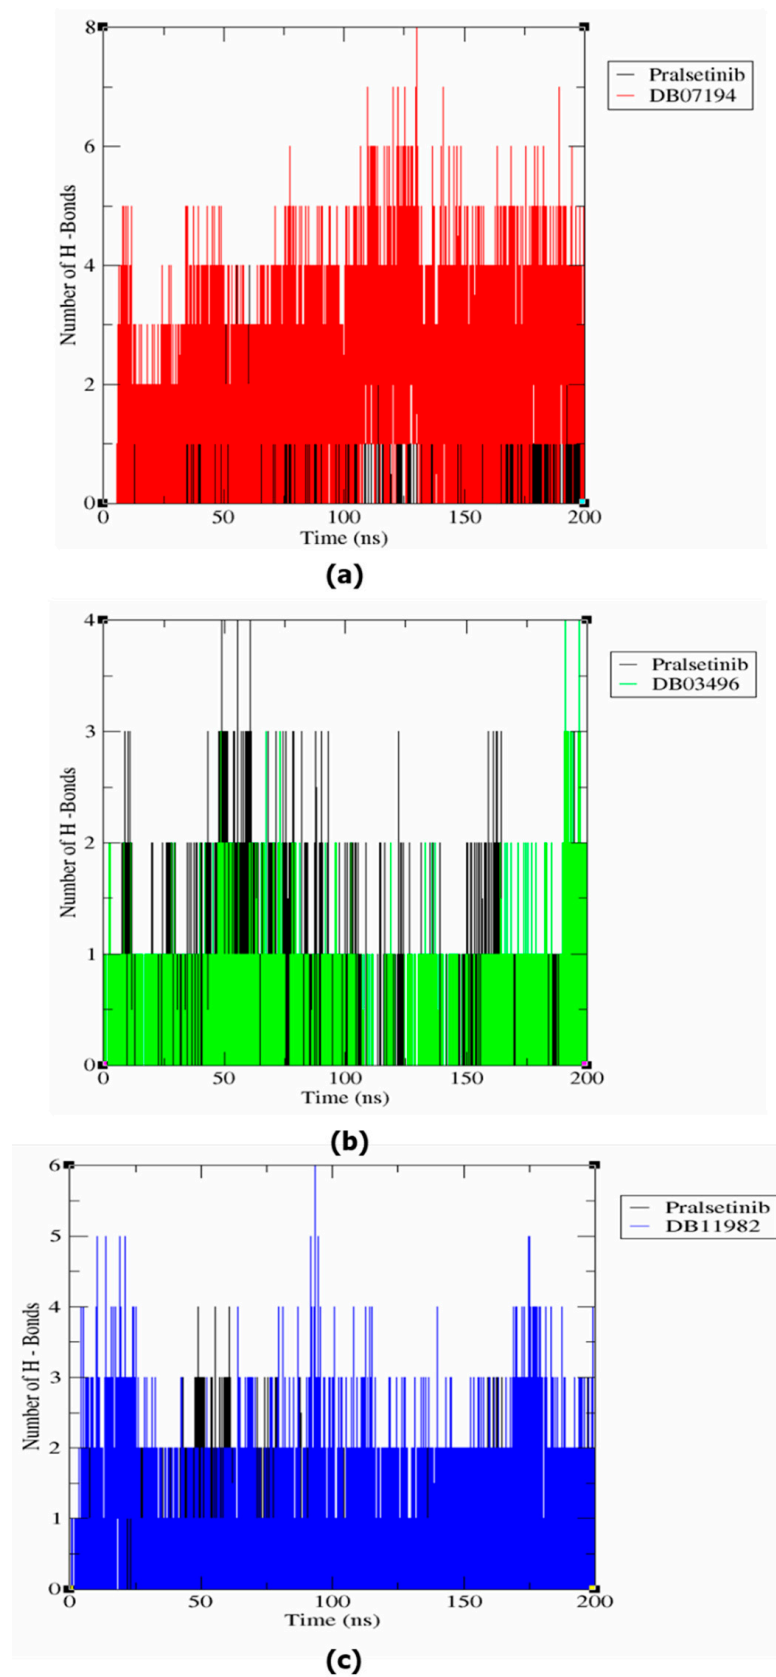 8
6
4
2
0
Number of H -Bonds
0 50 100 150 200
Time (ns)
Pralsetinib
DB07194
(a)
4
3
2
1
0
Number of H -Bonds
0 50 100 150 200
Time (ns)
Pralsetinib
DB03496
(b)
6
5
4
3
2
1
0
Number of H - Bonds
0 50 100 150 200
Time (ns)
Pralsetinib
DB11982
(c)